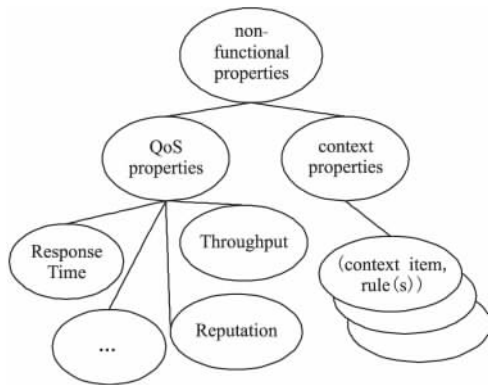 non-
functional
properties
QoS
properties
context
properties
Response
Time
Throughput
(context item,
rule(s))
...
Reputation